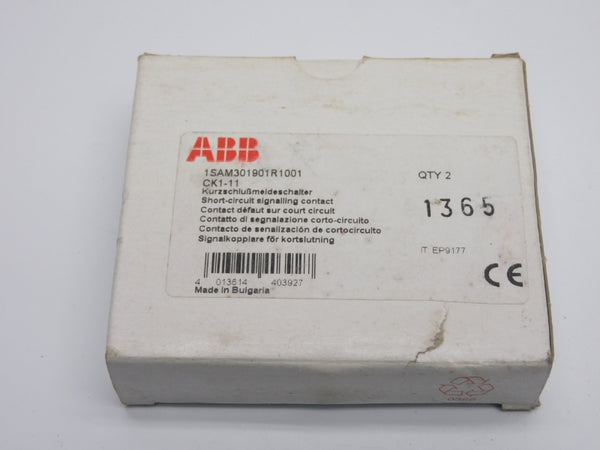 ABB
1SAM301901R1001
CK1-11
QTY 2
Kurzschlußmeldeschalter
Short-circuit signalling contact
Contact défaut sur court circuit
Contatto di segnalazione corto-circuito
Contacto de senalización de cortocircuito
Signalkopplare för kortslutning
1365
IT. EP9177
4 013614 403927
Made in Bulgaria
CE